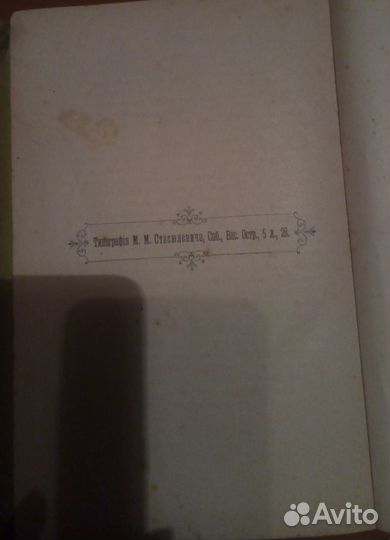 Типографія М. М. Стасюлевича, Спб., Вас. Остр., 5 л., 28.
Avito